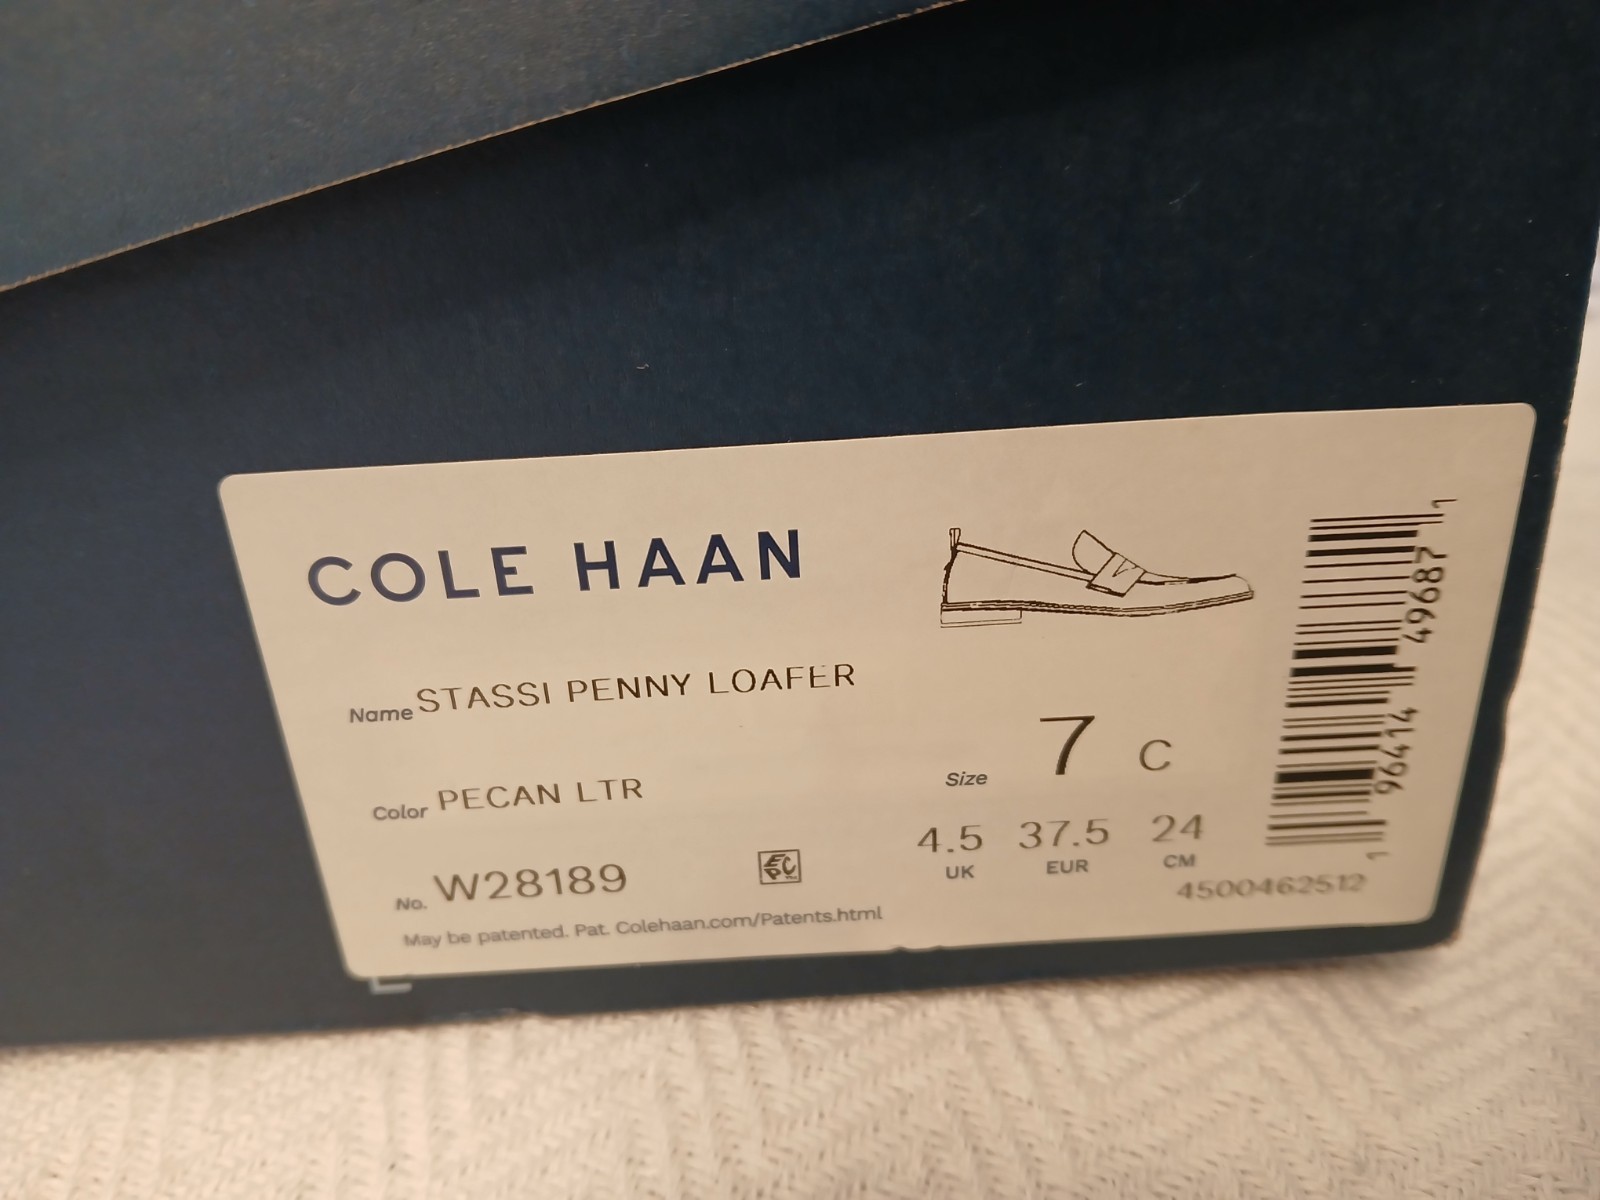 COLE HAAN
Name STASSI PENNY LOAFER
Color PECAN LTR
No. W28189
EPC
May be patented. Pat. Colehaan.com/Patents.html
Size 7 C
4.5 37.5 24
UK EUR CM
4500462512
1 96414 49687 1